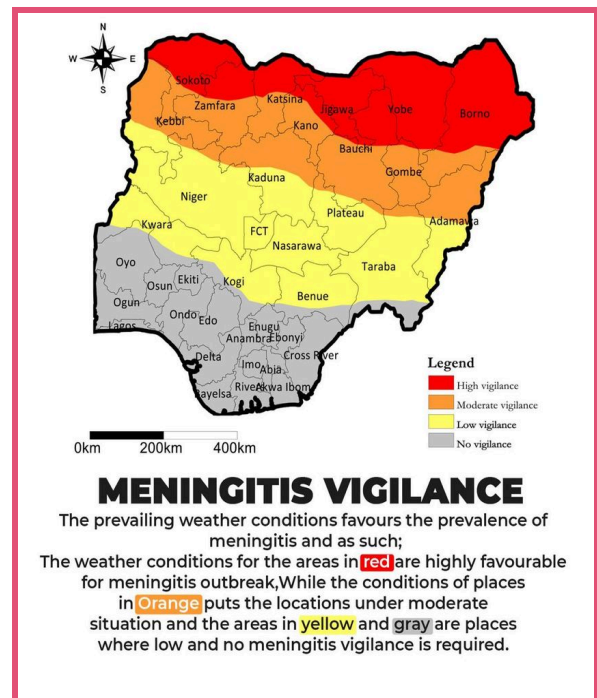 N
W E
S
Sokoto
Katsina
Jigawa
Yobe
Borno
Zamfara
Kebbi
Kano
Bauchi
Gombe
Kaduna
Niger
Plateau
Adamawa
Kwara
FCT
Nasarawa
Taraba
Oyo
Kogi
Benue
Osun
Ekiti
Ogun
Ondo
Edo
Enugu
Lagos
Anambra
Ebonyi
Delta
Cross River
Imo
Abia
Bayelsa
Rivers
Akwa Ibom
Legend
High vigilance
Moderate vigilance
Low vigilance
No vigilance
0km 200km 400km
MENINGITIS VIGILANCE
The prevailing weather conditions favours the prevalence of
meningitis and as such;
The weather conditions for the areas in red are highly favourable
for meningitis outbreak,While the conditions of places
in Orange puts the locations under moderate
situation and the areas in yellow and gray are places
where low and no meningitis vigilance is required.